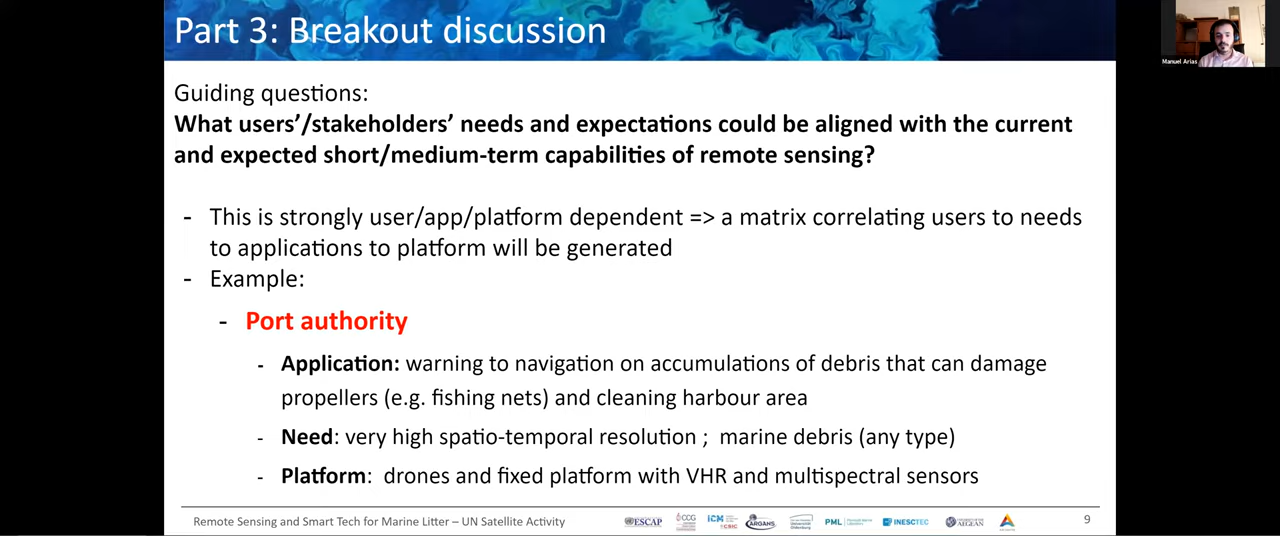 Part 3: Breakout discussion
Manuel Arias
Guiding questions:
What users'/stakeholders' needs and expectations could be aligned with the current
and expected short/medium-term capabilities of remote sensing?
- This is strongly user/app/platform dependent => a matrix correlating users to needs
to applications to platform will be generated
- Example:
- Port authority
- Application: warning to navigation on accumulations of debris that can damage
propellers (e.g. fishing nets) and cleaning harbour area
- Need: very high spatio-temporal resolution ; marine debris (any type)
- Platform: drones and fixed platform with VHR and multispectral sensors
Remote Sensing and Smart Tech for Marine Litter – UN Satellite Activity
ESCAP CCG ICM CSIC ARGANS PML INESCTEC AEGEAN
9